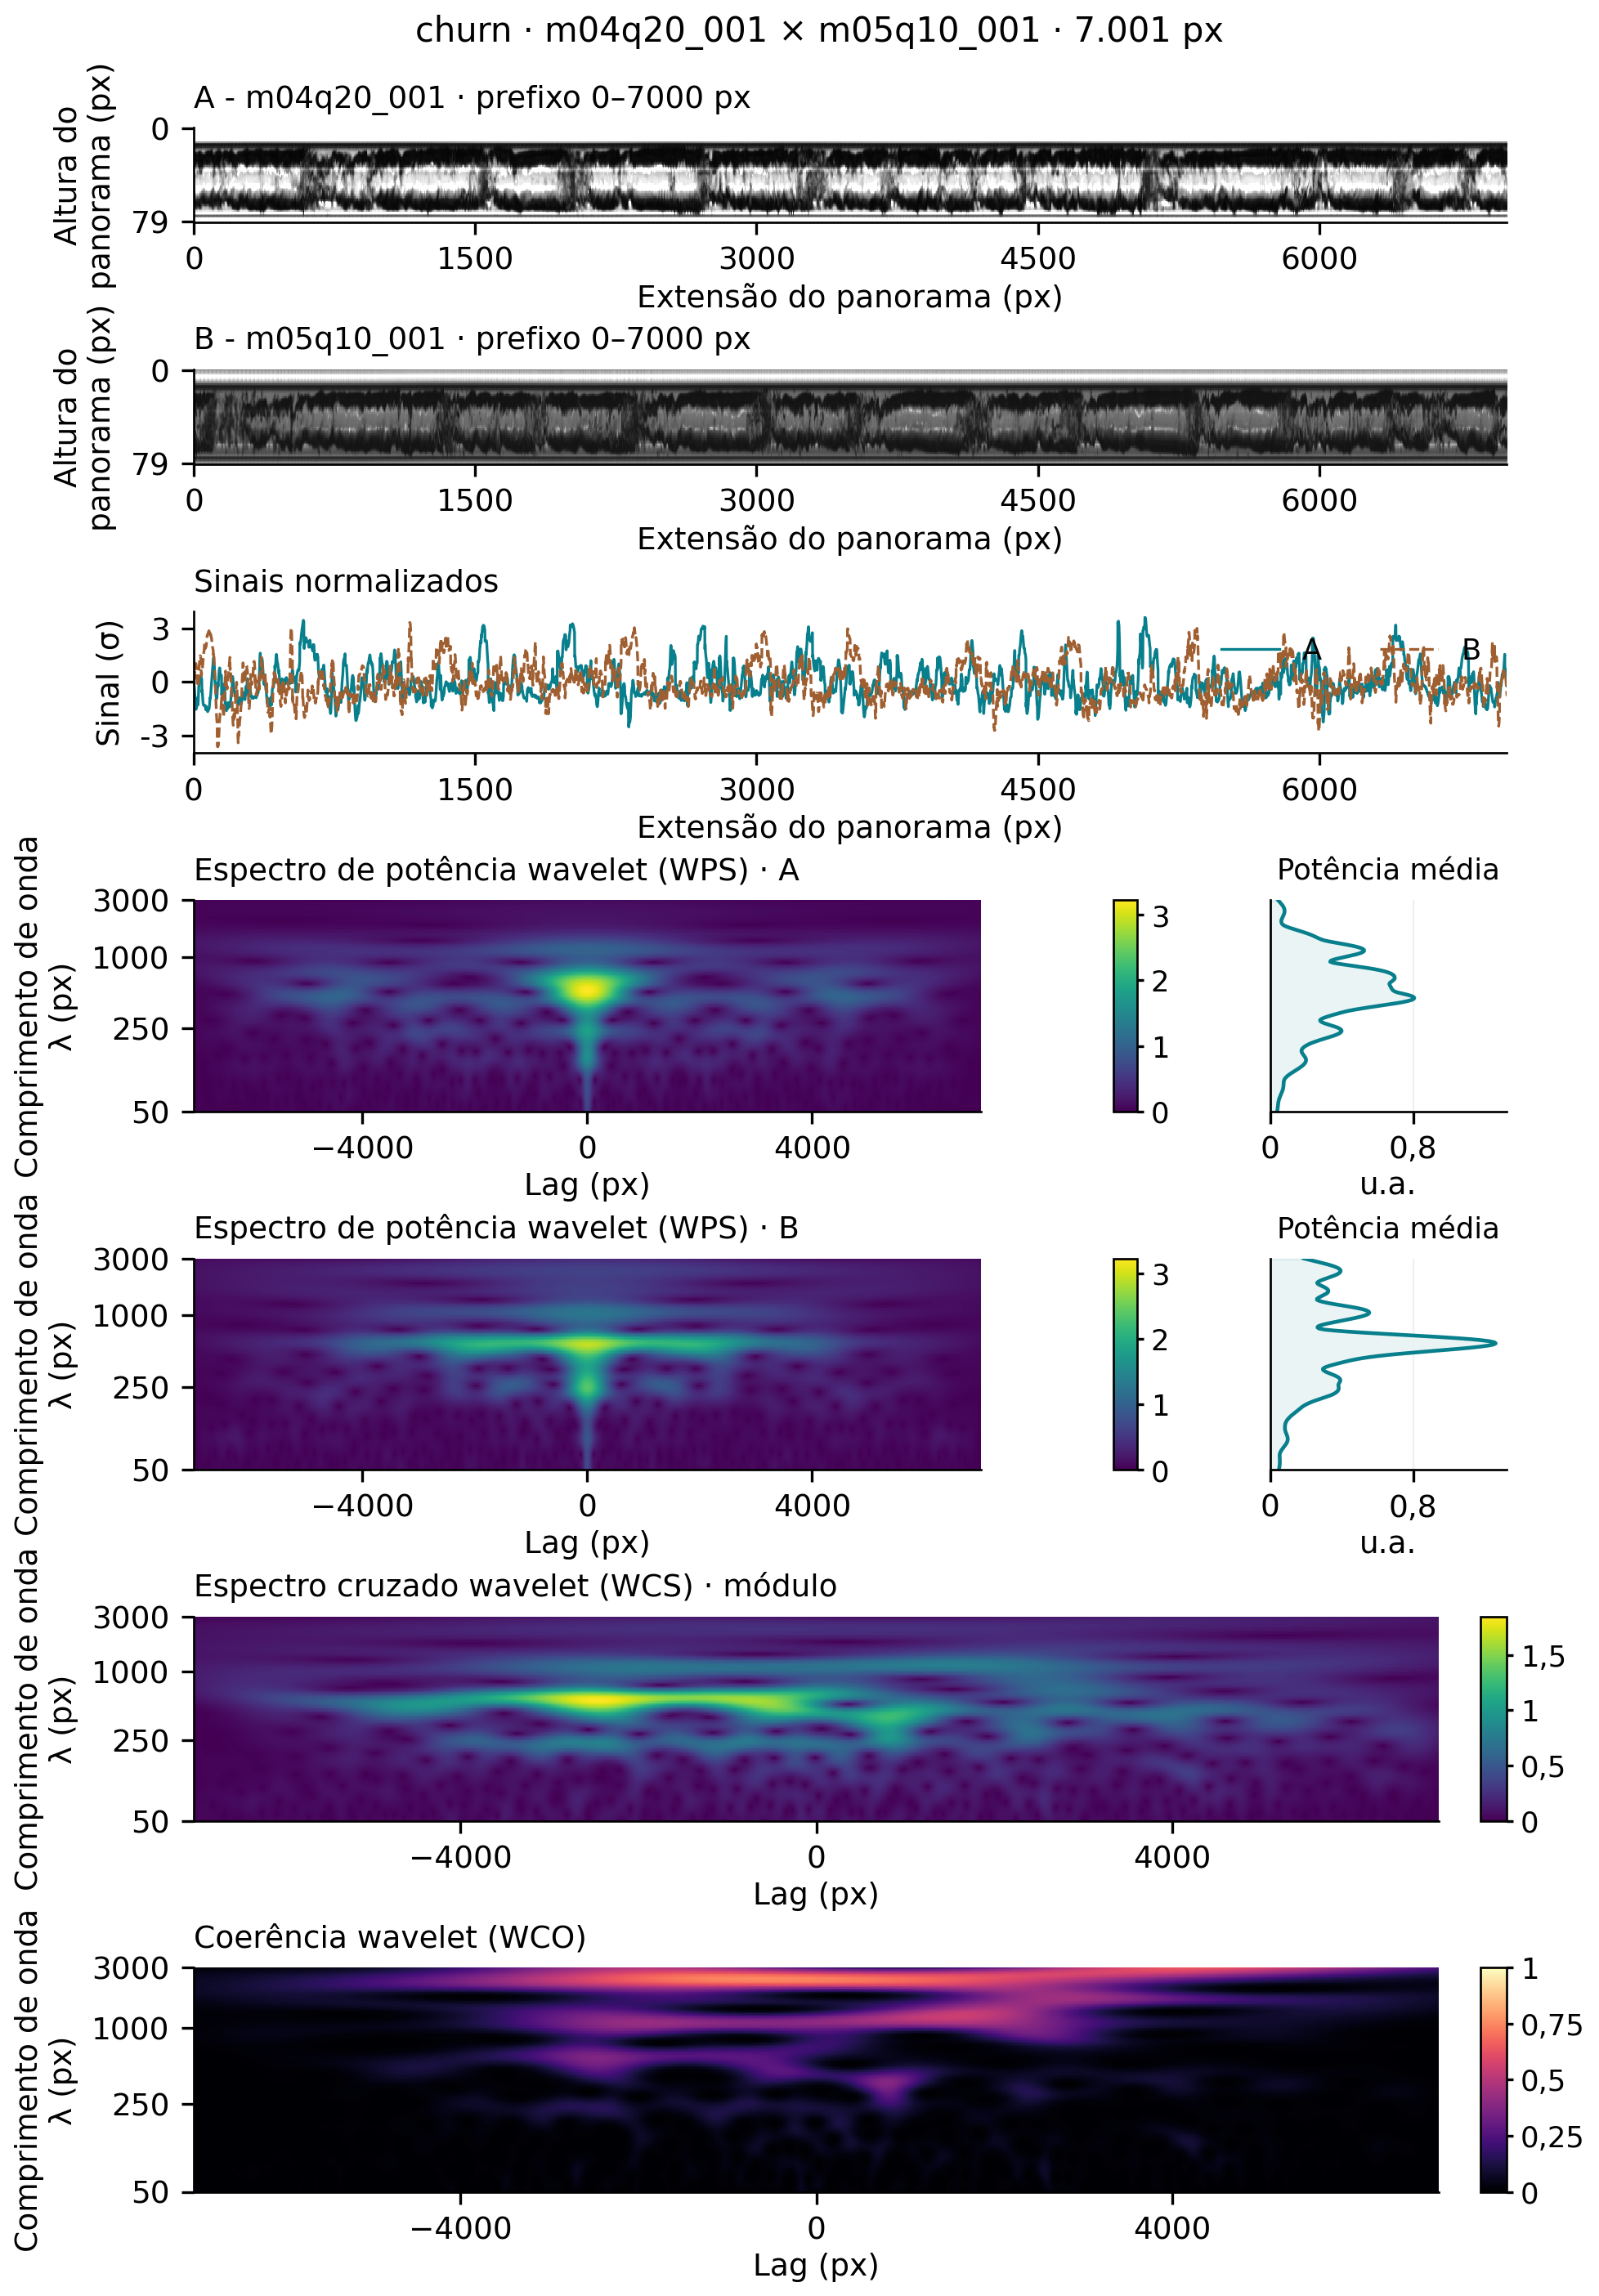 churn · m04q20_001 × m05q10_001 · 7.001 px
A - m04q20_001 · prefixo 0–7000 px
Altura do
panorama (px)
0
79
0 1500 3000 4500 6000
Extensão do panorama (px)
B - m05q10_001 · prefixo 0–7000 px
Altura do
panorama (px)
0
79
0 1500 3000 4500 6000
Extensão do panorama (px)
Sinais normalizados
Sinal (σ)
3
0
-3
A B
0 1500 3000 4500 6000
Extensão do panorama (px)
Espectro de potência wavelet (WPS) · A
Comprimento de onda
λ (px)
3000
1000
250
50
−4000 0 4000
Lag (px)
3
2
1
0
Potência média
0 0,8
u.a.
Espectro de potência wavelet (WPS) · B
Comprimento de onda
λ (px)
3000
1000
250
50
−4000 0 4000
Lag (px)
3
2
1
0
Potência média
0 0,8
u.a.
Espectro cruzado wavelet (WCS) · módulo
Comprimento de onda
λ (px)
3000
1000
250
50
−4000 0 4000
Lag (px)
1,5
1
0,5
0
Coerência wavelet (WCO)
Comprimento de onda
λ (px)
3000
1000
250
50
−4000 0 4000
Lag (px)
1
0,75
0,5
0,25
0